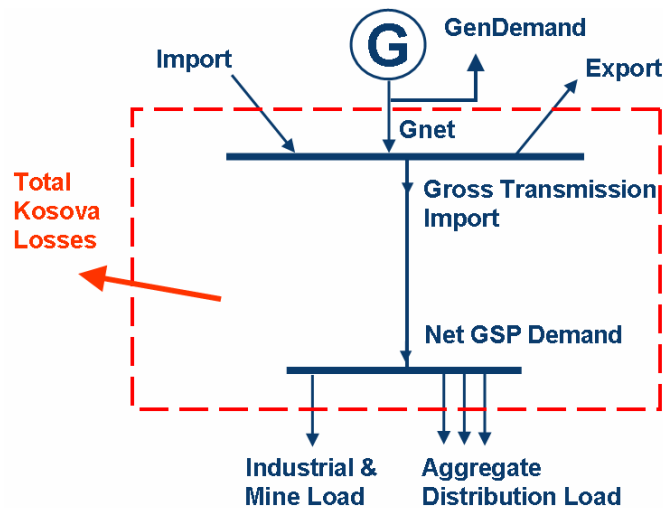 G
GenDemand
Import
Export
Gnet
Total
Kosova
Losses
Gross Transmission
Import
Net GSP Demand
Industrial &
Mine Load
Aggregate
Distribution Load